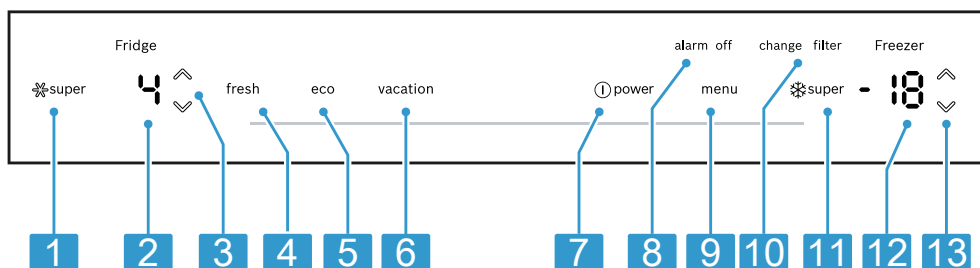 Fridge alarm off change filter Freezer
super 4 fresh eco vacation power menu super -18
1 2 3 4 5 6 7 8 9 10 11 12 13